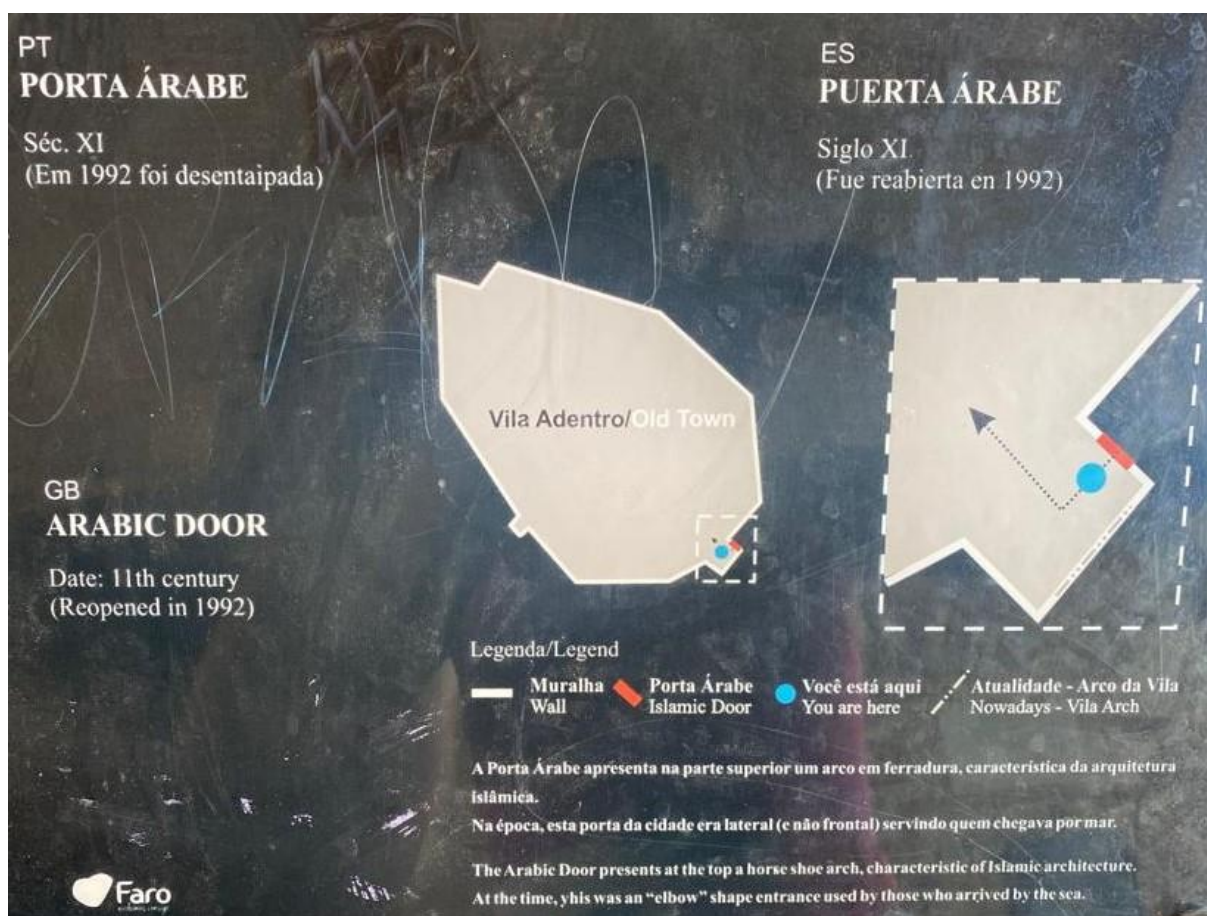 PT
PORTA ÁRABE
Séc. XI
(Em 1992 foi desentaipada)
ES
PUERTA ÁRABE
Siglo XI
(Fue reabierta en 1992)
Vila Adentro/Old Town
GB
ARABIC DOOR
Date: 11th century
(Reopened in 1992)
Legenda/Legend
Muralha
Wall
Porta Árabe
Islamic Door
Você está aqui
You are here
Atualidade - Arco da Vila
Nowadays - Vila Arch
A Porta Árabe apresenta na parte superior um arco em ferradura, característica da arquitetura
islâmica.
Na época, esta porta da cidade era lateral (e não frontal) servindo quem chegava por mar.
The Arabic Door presents at the top a horse shoe arch, characteristic of Islamic architecture.
At the time, yhis was an “elbow” shape entrance used by those who arrived by the sea.
Faro